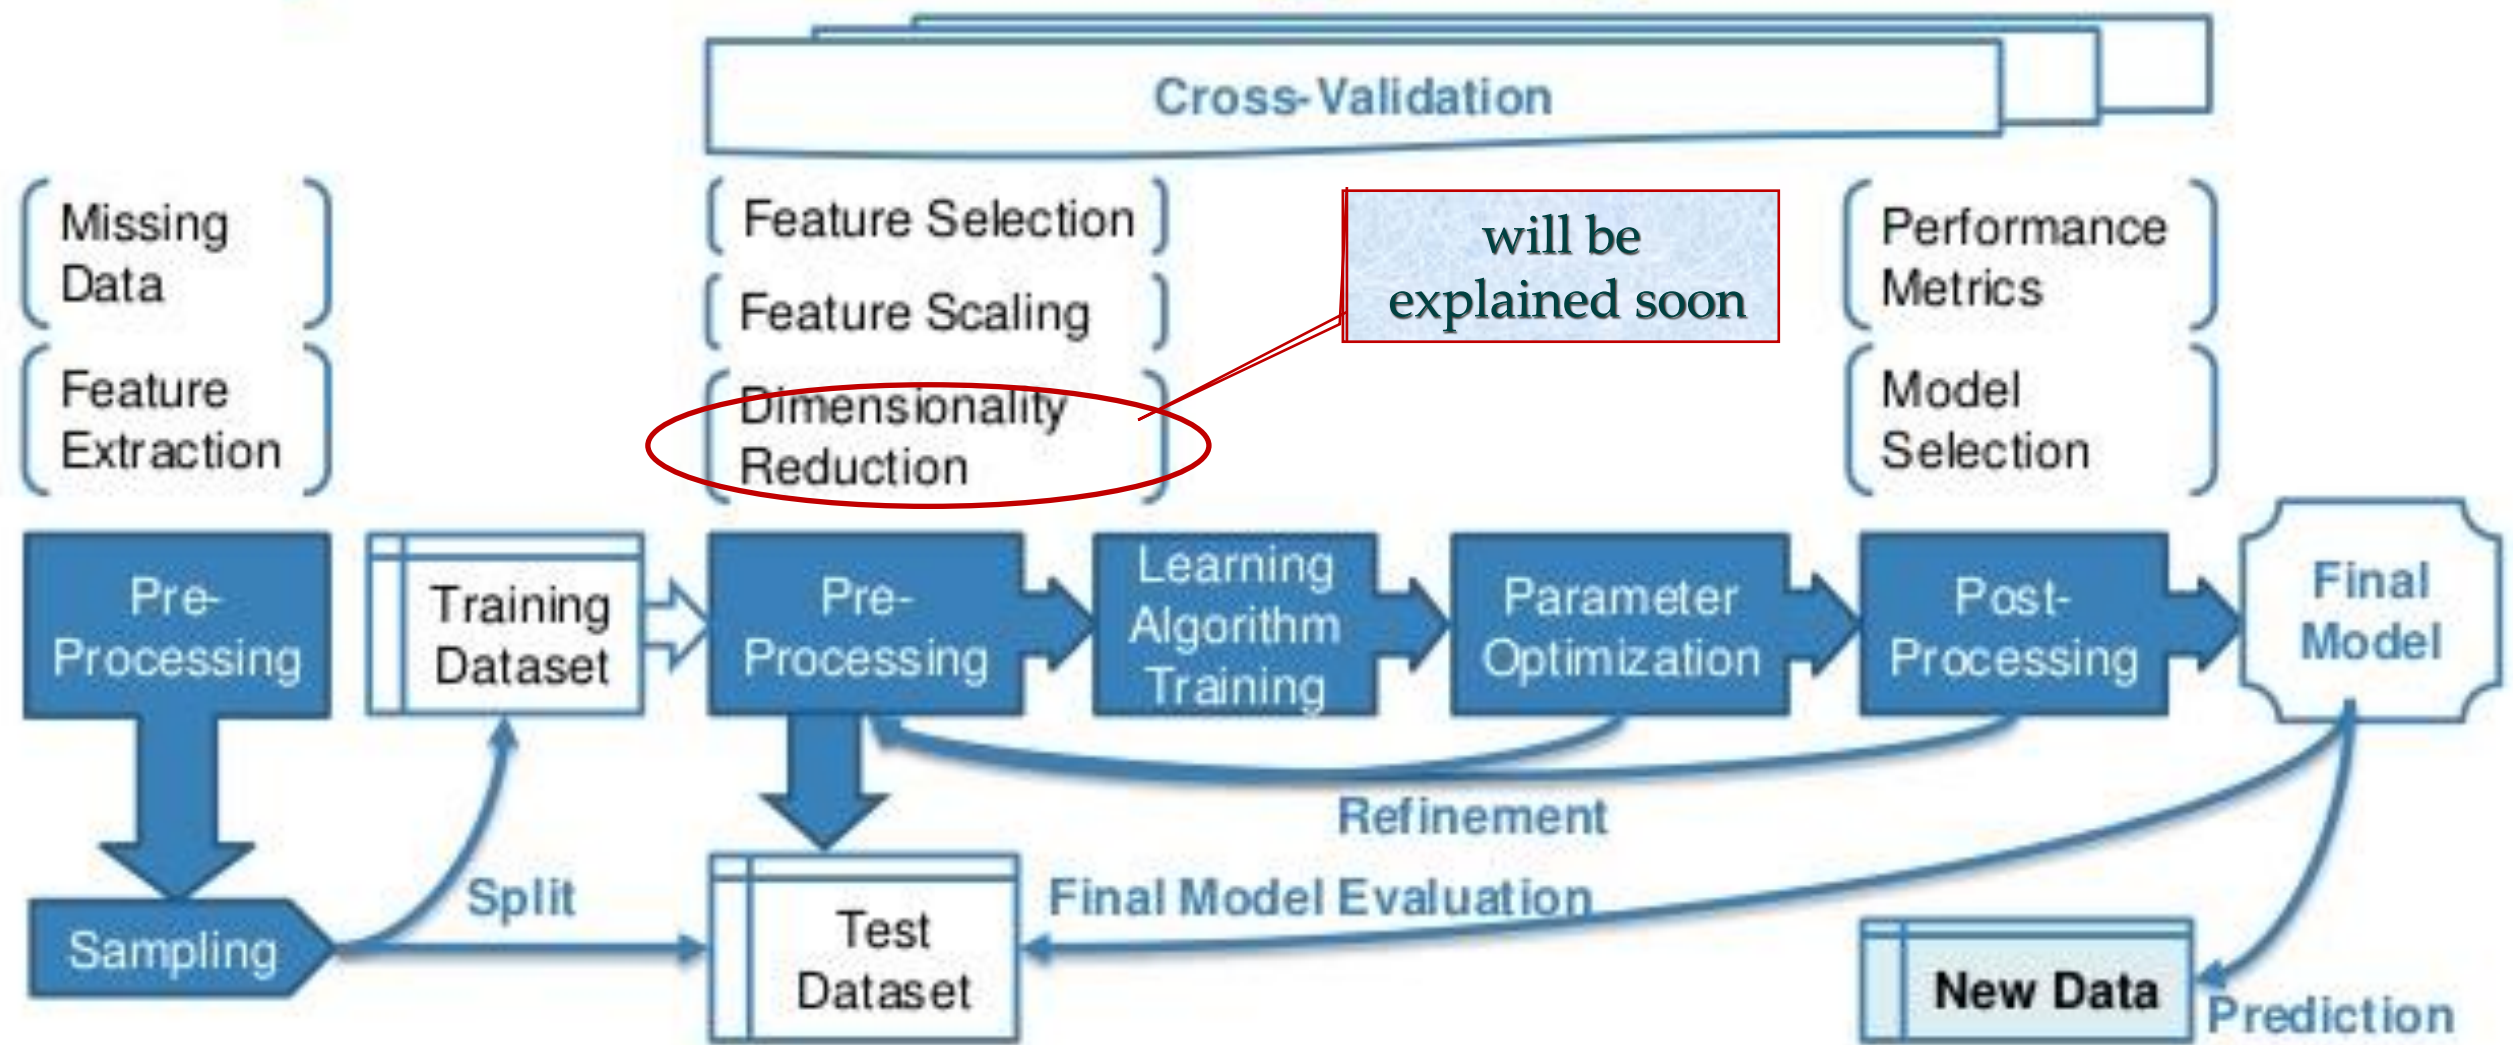 Cross-Validation
Missing
Data
Feature
Extraction
Feature Selection
Feature Scaling
Dimensionality
Reduction
will be
explained soon
Performance
Metrics
Model
Selection
Pre-
Processing
Training
Dataset
Pre-
Processing
Learning
Algorithm
Training
Parameter
Optimization
Post-
Processing
Final
Model
Refinement
Split
Final Model Evaluation
Sampling
Test
Dataset
New Data
Prediction